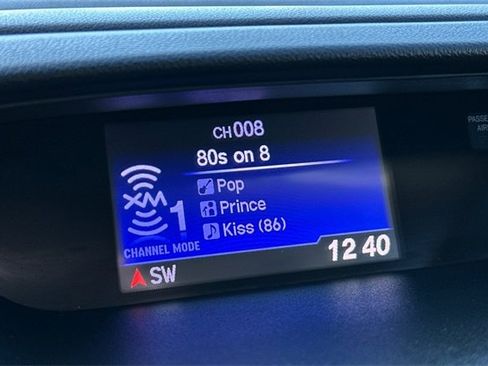 CH008
80s on 8
Pop
XM 1
Prince
Kiss (86)
CHANNEL MODE
12 40
SW